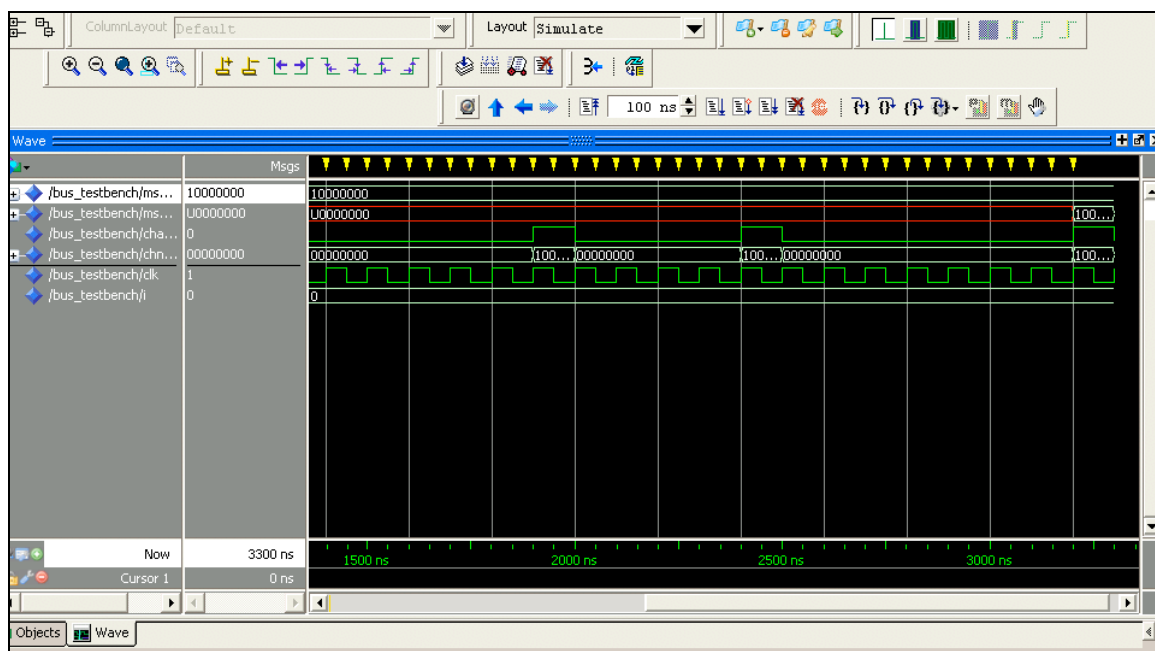 ColumnLayout Default Layout Simulate
100 ns
Wave
Msgs
/bus_testbench/ms... 10000000 10000000
/bus_testbench/ms... U0000000 U0000000 100...
/bus_testbench/cha... 0
/bus_testbench/chn... 00000000 00000000 100... 00000000 100... 00000000 100...
/bus_testbench/clk 1
/bus_testbench/i 0 0
Now 3300 ns 1500 ns 2000 ns 2500 ns 3000 ns
Cursor 1 0 ns
Objects Wave